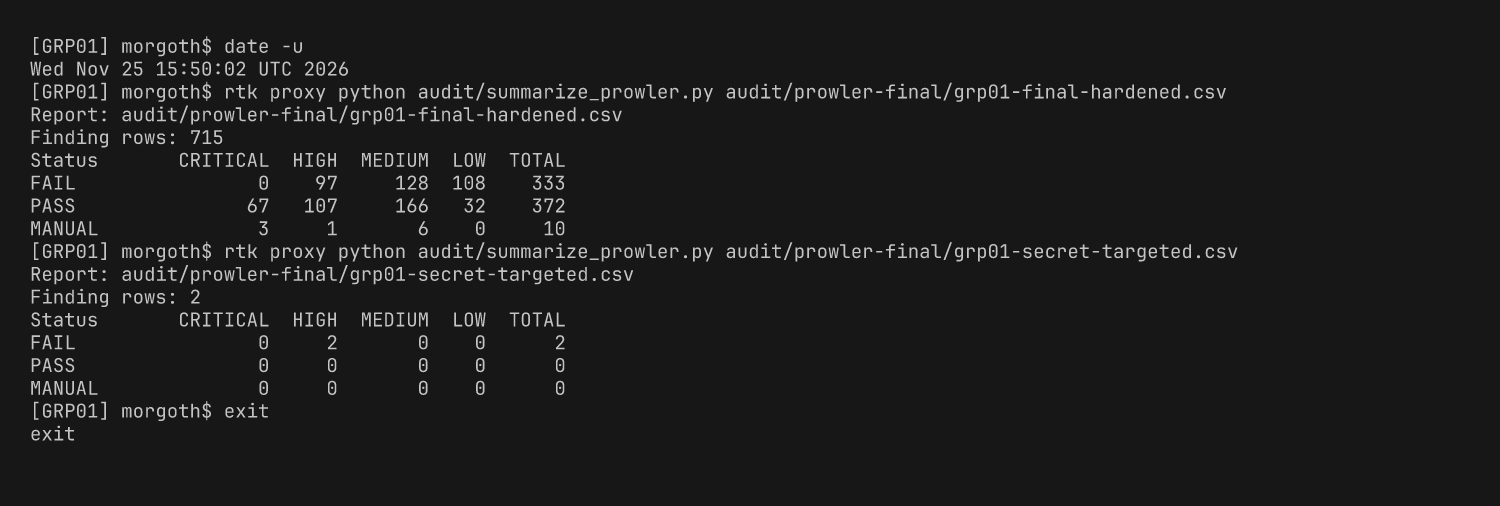 [GRP01] morgoth$ date -u
Wed Nov 25 15:50:02 UTC 2026
[GRP01] morgoth$ rtk proxy python audit/summarize_prowler.py audit/prowler-final/grp01-final-hardened.csv
Report: audit/prowler-final/grp01-final-hardened.csv
Finding rows: 715
Status       CRITICAL  HIGH  MEDIUM  LOW  TOTAL
FAIL                0    97     128  108    333
PASS               67   107     166   32    372
MANUAL              3     1       6    0     10
[GRP01] morgoth$ rtk proxy python audit/summarize_prowler.py audit/prowler-final/grp01-secret-targeted.csv
Report: audit/prowler-final/grp01-secret-targeted.csv
Finding rows: 2
Status       CRITICAL  HIGH  MEDIUM  LOW  TOTAL
FAIL                0     2       0    0      2
PASS                0     0       0    0      0
MANUAL              0     0       0    0      0
[GRP01] morgoth$ exit
exit